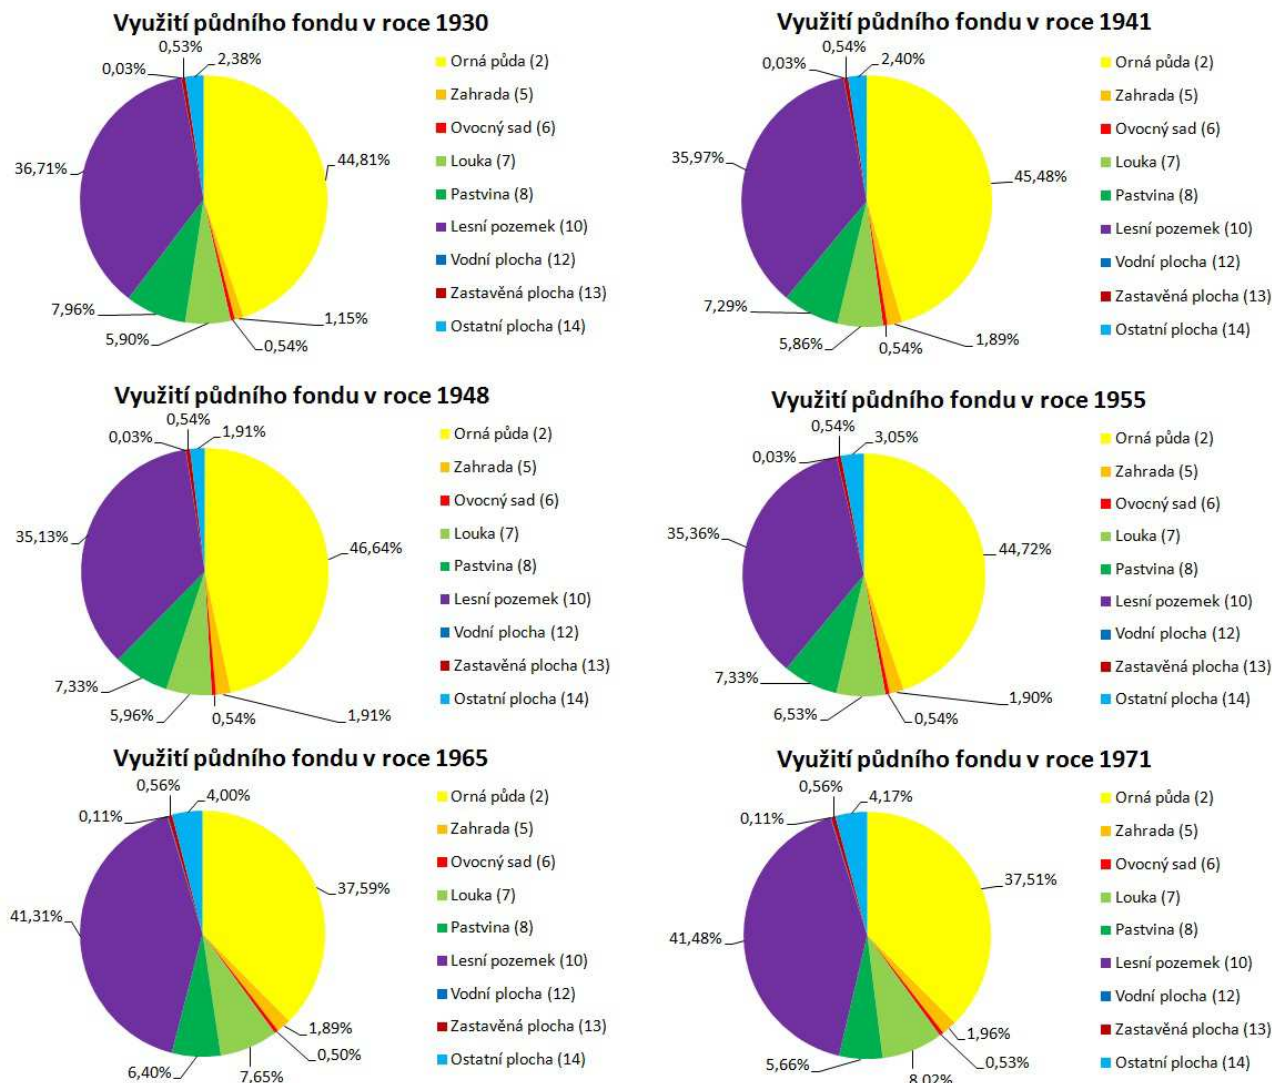 Využití půdního fondu v roce 1930
0,53%
0,03%
2,38%
36,71%
44,81%
7,96%
5,90%
0,54%
1,15%
Orná půda (2)
Zahrada (5)
Ovocný sad (6)
Louka (7)
Pastvina (8)
Lesní pozemek (10)
Vodní plocha (12)
Zastavěná plocha (13)
Ostatní plocha (14)
Využití půdního fondu v roce 1941
0,54%
0,03%
2,40%
35,97%
45,48%
7,29%
5,86%
0,54%
1,89%
Orná půda (2)
Zahrada (5)
Ovocný sad (6)
Louka (7)
Pastvina (8)
Lesní pozemek (10)
Vodní plocha (12)
Zastavěná plocha (13)
Ostatní plocha (14)
Využití půdního fondu v roce 1948
0,54%
0,03%
1,91%
35,13%
46,64%
7,33%
5,96%
0,54%
1,91%
Orná půda (2)
Zahrada (5)
Ovocný sad (6)
Louka (7)
Pastvina (8)
Lesní pozemek (10)
Vodní plocha (12)
Zastavěná plocha (13)
Ostatní plocha (14)
Využití půdního fondu v roce 1955
0,54%
0,03%
3,05%
35,36%
44,72%
7,33%
6,53%
0,54%
1,90%
Orná půda (2)
Zahrada (5)
Ovocný sad (6)
Louka (7)
Pastvina (8)
Lesní pozemek (10)
Vodní plocha (12)
Zastavěná plocha (13)
Ostatní plocha (14)
Využití půdního fondu v roce 1965
0,56%
0,11%
4,00%
41,31%
37,59%
6,40%
7,65%
0,50%
1,89%
Orná půda (2)
Zahrada (5)
Ovocný sad (6)
Louka (7)
Pastvina (8)
Lesní pozemek (10)
Vodní plocha (12)
Zastavěná plocha (13)
Ostatní plocha (14)
Využití půdního fondu v roce 1971
0,56%
0,11%
4,17%
41,48%
37,51%
5,66%
8,02%
0,53%
1,96%
Orná půda (2)
Zahrada (5)
Ovocný sad (6)
Louka (7)
Pastvina (8)
Lesní pozemek (10)
Vodní plocha (12)
Zastavěná plocha (13)
Ostatní plocha (14)